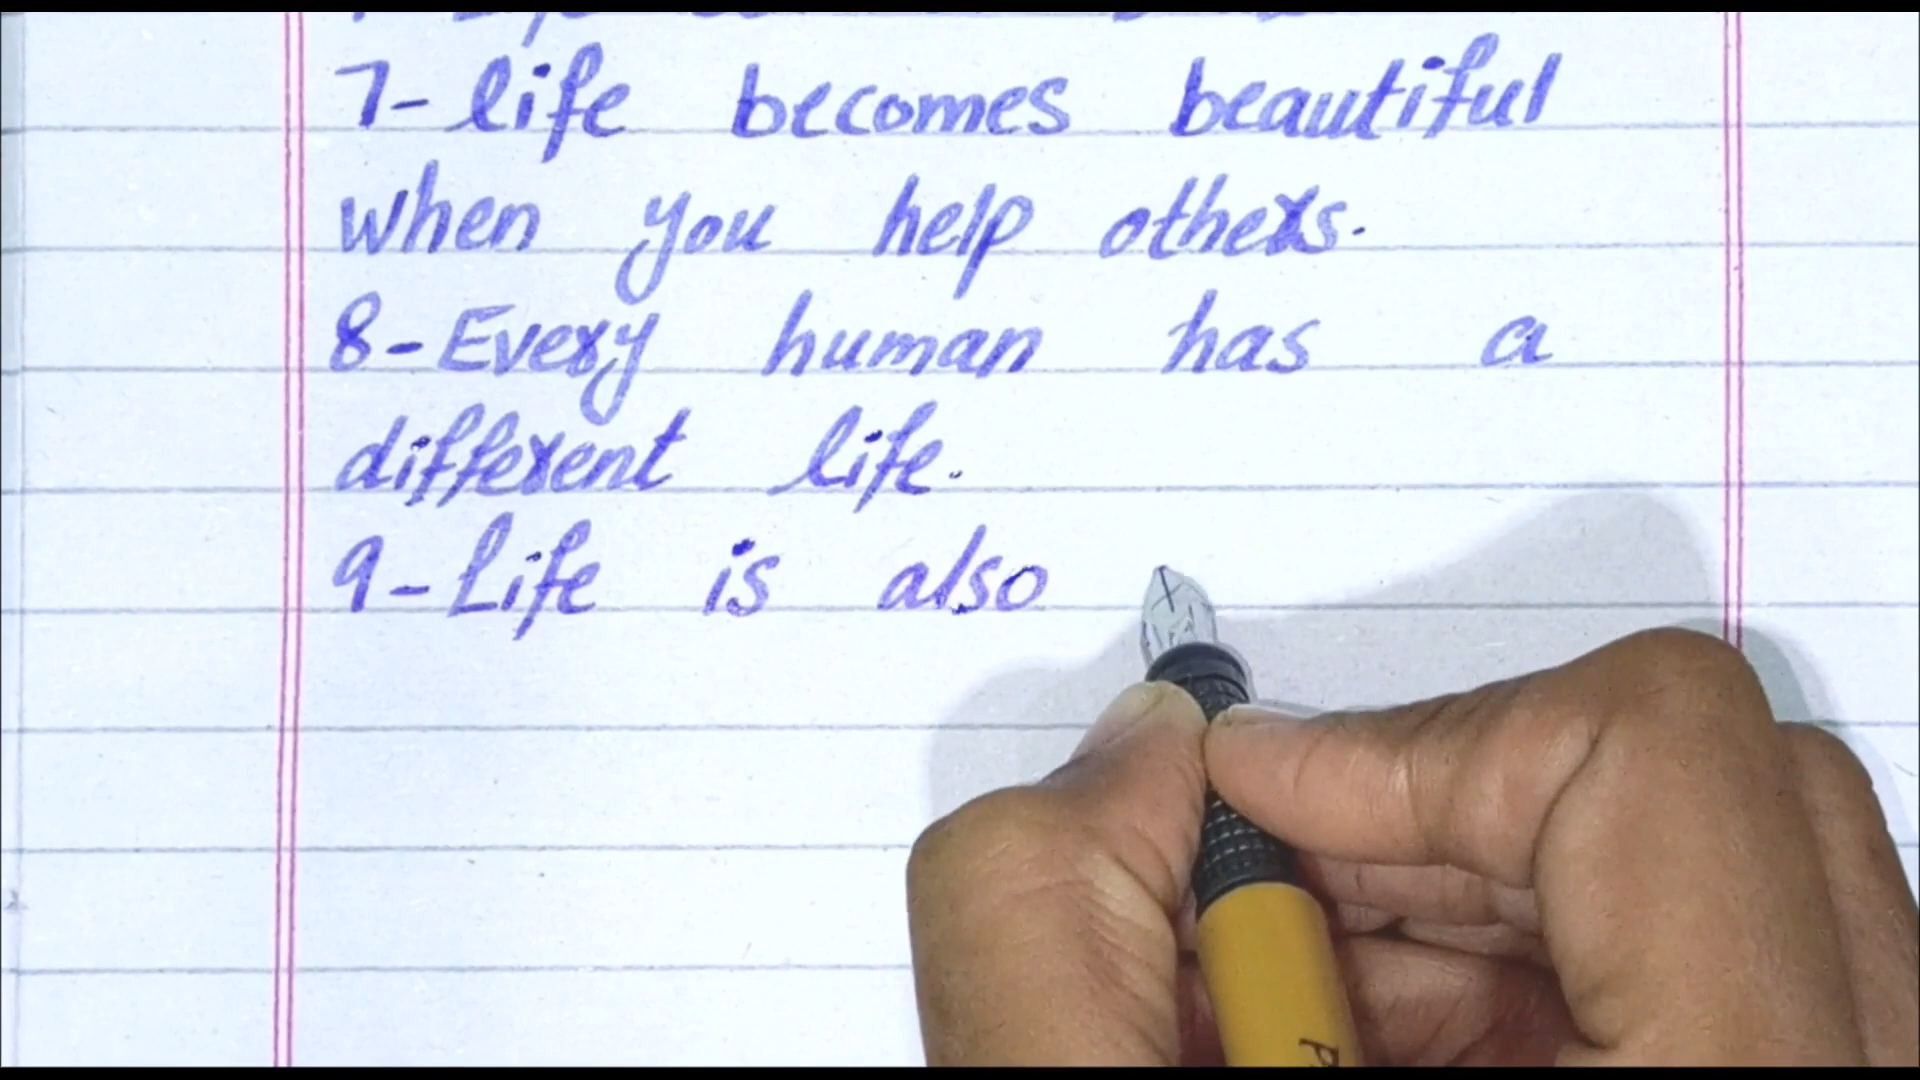 7-life becomes beautiful
when you help others.
8-Every human has a
different life.
9-Life is also
P